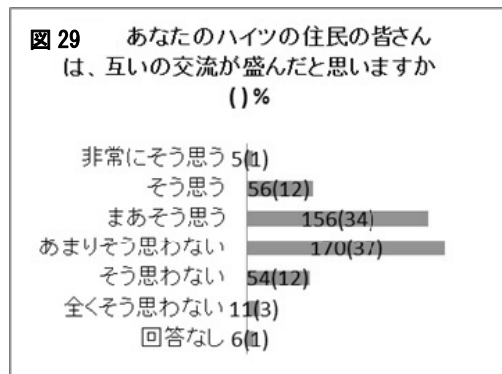 図 29 あなたのハイツの住民の皆さん
は、互いの交流が盛んだと思いますか
( ) %
非常にそう思う 5(1)
そう思う 56(12)
まあそう思う 156(34)
あまりそう思わない 170(37)
そう思わない 54(12)
全くそう思わない 11(3)
回答なし 6(1)